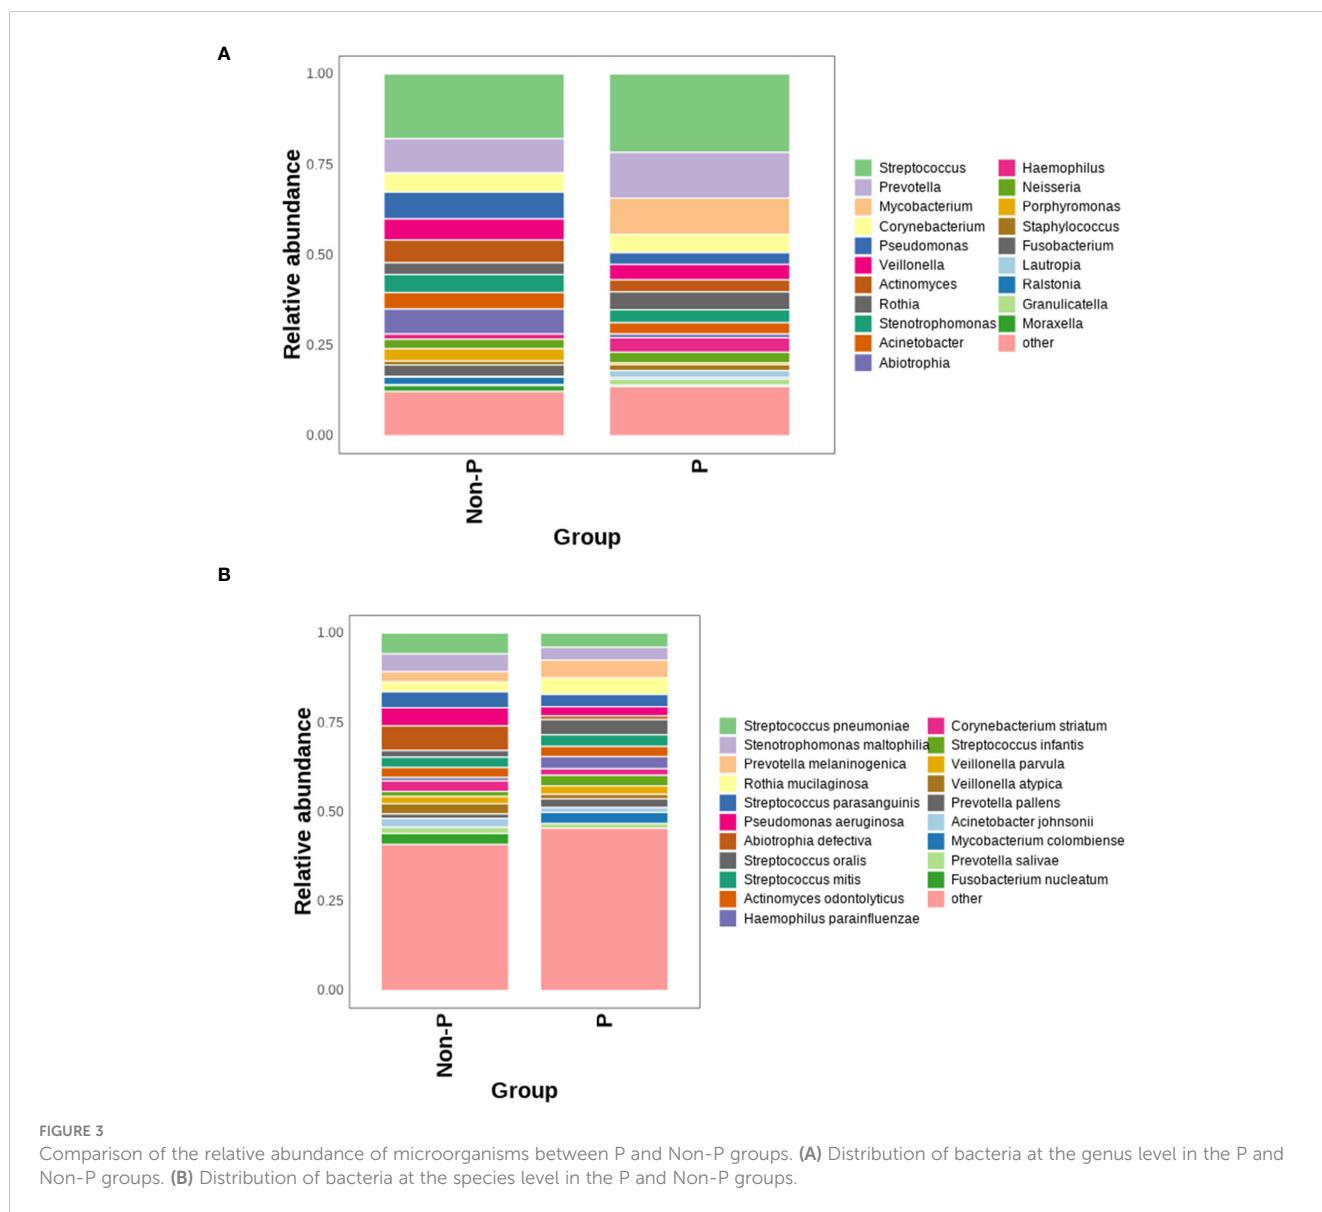 A
1.00
0.75
0.50
0.25
0.00
Relative abundance
Non-P
P
Group
Streptococcus
Prevotella
Mycobacterium
Corynebacterium
Pseudomonas
Veillonella
Actinomyces
Rothia
Stenotrophomonas
Acinetobacter
Abiotrophia
Haemophilus
Neisseria
Porphyromonas
Staphylococcus
Fusobacterium
Lautropia
Ralstonia
Granulicatella
Moraxella
other
B
1.00
0.75
0.50
0.25
0.00
Relative abundance
Non-P
P
Group
Streptococcus pneumoniae
Stenotrophomonas maltophilia
Prevotella melaninogenica
Rothia mucilaginosa
Streptococcus parasanguinis
Pseudomonas aeruginosa
Abiotrophia defectiva
Streptococcus oralis
Streptococcus mitis
Actinomyces odontolyticus
Haemophilus parainfluenzae
Corynebacterium striatum
Streptococcus infantis
Veillonella parvula
Veillonella atypica
Prevotella pallens
Acinetobacter johnsonii
Mycobacterium colombiense
Prevotella salivae
Fusobacterium nucleatum
other
FIGURE 3
Comparison of the relative abundance of microorganisms between P and Non-P groups. (A) Distribution of bacteria at the genus level in the P and
Non-P groups. (B) Distribution of bacteria at the species level in the P and Non-P groups.